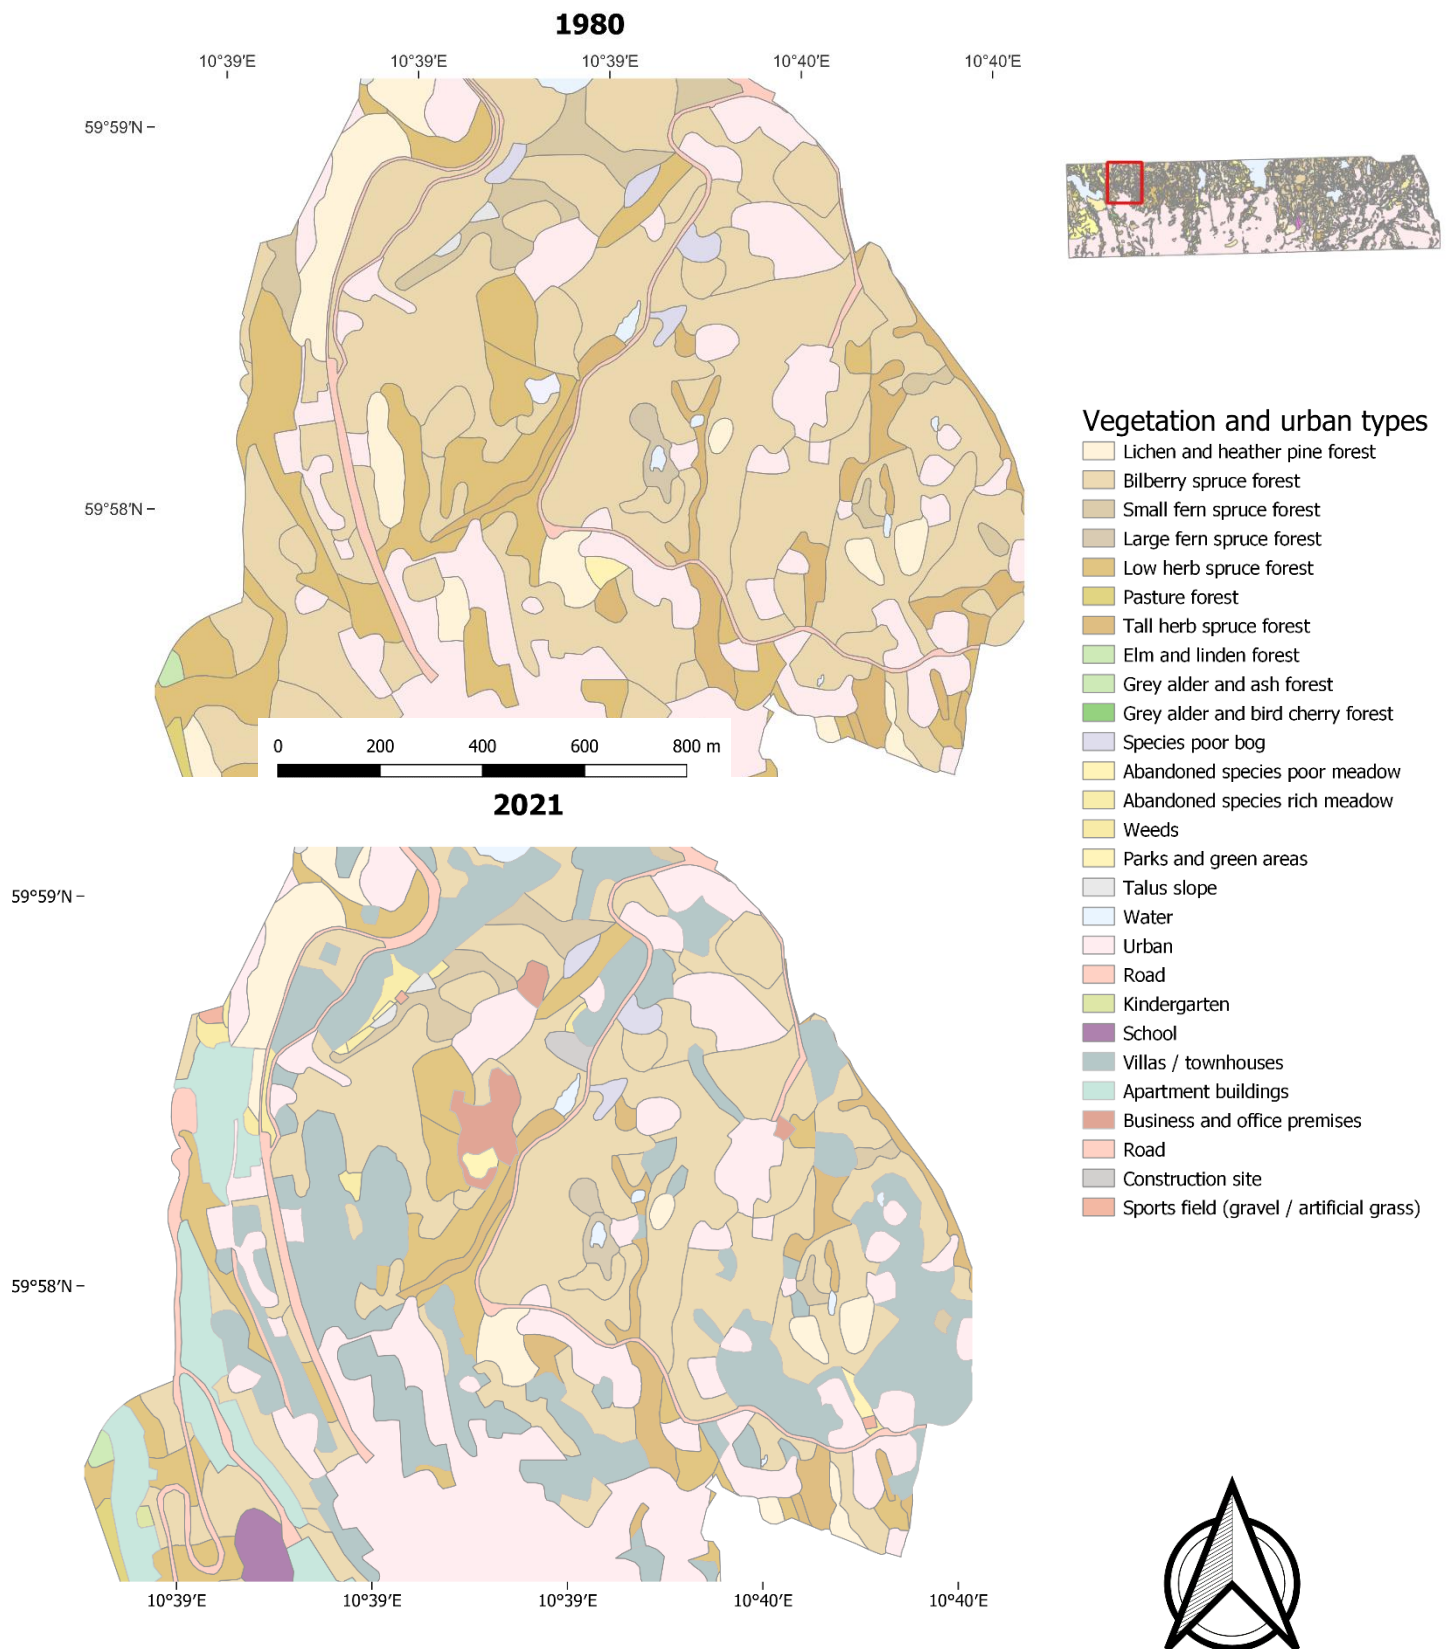 1980
10°39′E 10°39′E 10°39′E 10°40′E 10°40′E
59°59′N
59°58′N
0 200 400 600 800 m
Vegetation and urban types
Lichen and heather pine forest
Bilberry spruce forest
Small fern spruce forest
Large fern spruce forest
Low herb spruce forest
Pasture forest
Tall herb spruce forest
Elm and linden forest
Grey alder and ash forest
Grey alder and bird cherry forest
Species poor bog
Abandoned species poor meadow
Abandoned species rich meadow
Weeds
Parks and green areas
Talus slope
Water
Urban
Road
Kindergarten
School
Villas / townhouses
Apartment buildings
Business and office premises
Road
Construction site
Sports field (gravel / artificial grass)
2021
59°59′N
59°58′N
10°39′E 10°39′E 10°39′E 10°40′E 10°40′E